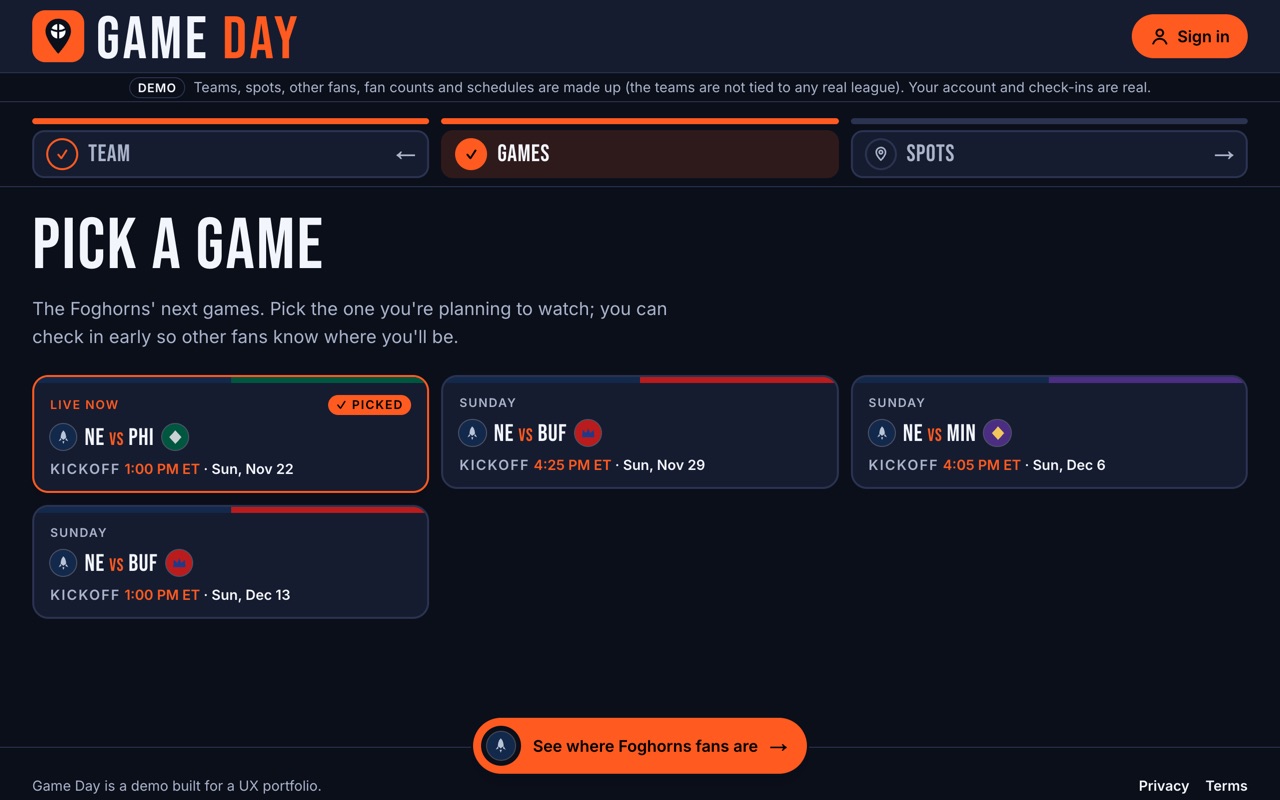 GAME DAY
Sign in
DEMO Teams, spots, other fans, fan counts and schedules are made up (the teams are not tied to any real league). Your account and check-ins are real.
TEAM ←
GAMES
SPOTS →
PICK A GAME
The Foghorns' next games. Pick the one you're planning to watch; you can
check in early so other fans know where you'll be.
LIVE NOW
✓ PICKED
NE VS PHI
KICKOFF 1:00 PM ET · Sun, Nov 22
SUNDAY
NE VS BUF
KICKOFF 4:25 PM ET · Sun, Nov 29
SUNDAY
NE VS MIN
KICKOFF 4:05 PM ET · Sun, Dec 6
SUNDAY
NE VS BUF
KICKOFF 1:00 PM ET · Sun, Dec 13
See where Foghorns fans are →
Game Day is a demo built for a UX portfolio.
Privacy Terms